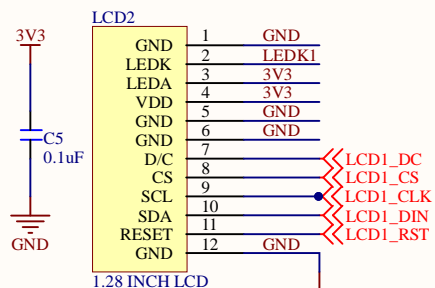 LCD2
3V3
GND 1 GND
LEDK 2 LEDK1
LEDA 3 3V3
VDD 4 3V3
GND 5 GND
GND 6 GND
C5
0.1uF
D/C 7 LCD1_DC
CS 8 LCD1_CS
SCL 9 LCD1_CLK
SDA 10 LCD1_DIN
RESET 11 LCD1_RST
GND 12 GND
GND
1.28 INCH LCD